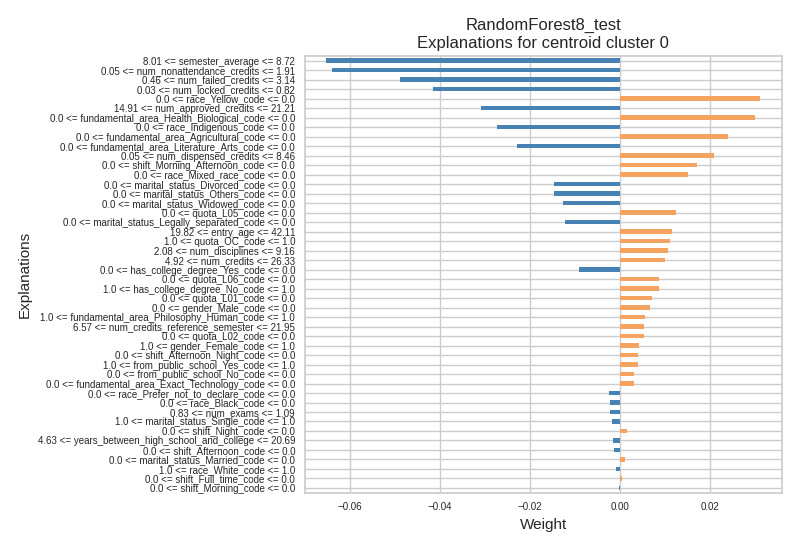 RandomForest8_test
Explanations for centroid cluster 0
8.01 <= semester_average <= 8.72
0.05 <= num_nonattendance_credits <= 1.91
0.46 <= num_failed_credits <= 3.14
0.03 <= num_locked_credits <= 0.82
0.0 <= race_Yellow_code <= 0.0
14.91 <= num_approved_credits <= 21.21
0.0 <= fundamental_area_Health_Biological_code <= 0.0
0.0 <= race_Indigenous_code <= 0.0
0.0 <= fundamental_area_Agricultural_code <= 0.0
0.0 <= fundamental_area_Literature_Arts_code <= 0.0
0.05 <= num_dispensed_credits <= 8.46
0.0 <= shift_Morning_Afternoon_code <= 0.0
0.0 <= race_Mixed_race_code <= 0.0
0.0 <= marital_status_Divorced_code <= 0.0
0.0 <= marital_status_Others_code <= 0.0
0.0 <= marital_status_Widowed_code <= 0.0
0.0 <= quota_L05_code <= 0.0
0.0 <= marital_status_Legally_separated_code <= 0.0
19.82 <= entry_age <= 42.11
1.0 <= quota_OC_code <= 1.0
2.08 <= num_disciplines <= 9.16
4.92 <= num_credits <= 26.33
0.0 <= has_college_degree_Yes_code <= 0.0
0.0 <= quota_L06_code <= 0.0
1.0 <= has_college_degree_No_code <= 1.0
0.0 <= quota_L01_code <= 0.0
0.0 <= gender_Male_code <= 0.0
1.0 <= fundamental_area_Philosophy_Human_code <= 1.0
6.57 <= num_credits_reference_semester <= 21.95
0.0 <= quota_L02_code <= 0.0
1.0 <= gender_Female_code <= 1.0
0.0 <= shift_Afternoon_Night_code <= 0.0
1.0 <= from_public_school_Yes_code <= 1.0
0.0 <= from_public_school_No_code <= 0.0
0.0 <= fundamental_area_Exact_Technology_code <= 0.0
0.0 <= race_Prefer_not_to_declare_code <= 0.0
0.0 <= race_Black_code <= 0.0
0.83 <= num_exams <= 1.09
1.0 <= marital_status_Single_code <= 1.0
0.0 <= shift_Night_code <= 0.0
4.63 <= years_between_high_school_and_college <= 20.69
0.0 <= shift_Afternoon_code <= 0.0
0.0 <= marital_status_Married_code <= 0.0
1.0 <= race_White_code <= 1.0
0.0 <= shift_Full_time_code <= 0.0
0.0 <= shift_Morning_code <= 0.0
Explanations
−0.06 −0.04 −0.02 0.00 0.02
Weight